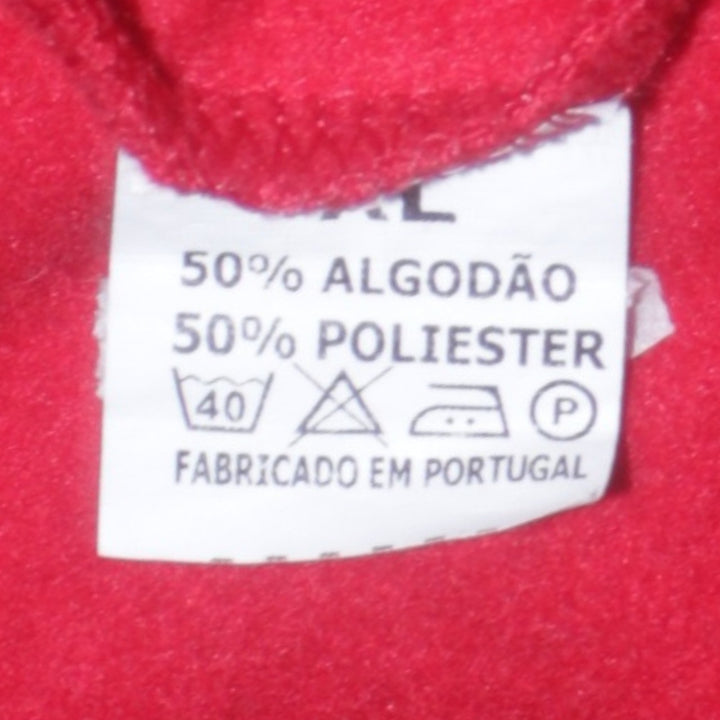 50% ALGODÃO
50% POLIESTER
40 P
FABRICADO EM PORTUGAL